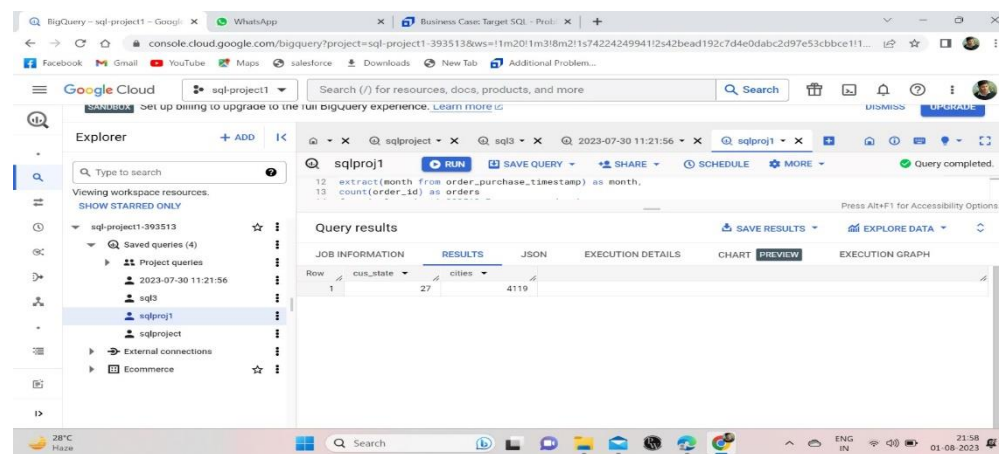 BigQuery – sql-project1 – Googl
WhatsApp
Business Case: Target SQL - Prob
console.cloud.google.com/bigquery?project=sql-project1-393513&ws=!1m20!1m3!8m2!1s74224249941!2s42bead192c7d4e0dabc2d97e53cbbce1!1...
Facebook Gmail YouTube Maps salesforce Downloads New Tab Additional Problem...
Google Cloud sql-project1 Search (/) for resources, docs, products, and more Search
SANDBOX Set up billing to upgrade to the full BigQuery experience. Learn more DISMISS UPGRADE
Explorer + ADD
sqlproject sql3 2023-07-30 11:21:56 sqlproj1
Type to search
sqlproj1 RUN SAVE QUERY SHARE SCHEDULE MORE Query completed.
Viewing workspace resources.
SHOW STARRED ONLY
12 extract(month from order_purchase_timestamp) as month,
13 count(order_id) as orders
Press Alt+F1 for Accessibility Options
sql-project1-393513
Saved queries (4)
Project queries
2023-07-30 11:21:56
sql3
sqlproj1
sqlproject
External connections
Ecommerce
Query results SAVE RESULTS EXPLORE DATA
JOB INFORMATION RESULTS JSON EXECUTION DETAILS CHART PREVIEW EXECUTION GRAPH
Row cus_state cities
1 27 4119
28°C
Haze
Search
ENG
IN
21:58
01-08-2023